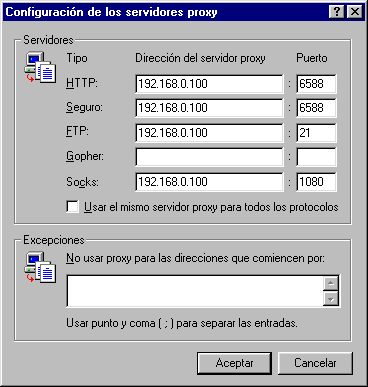 Configuración de los servidores proxy
Servidores
Tipo Dirección del servidor proxy Puerto
HTTP: 192.168.0.100 : 6588
Seguro: 192.168.0.100 : 6588
FTP: 192.168.0.100 : 21
Gopher: :
Socks: 192.168.0.100 : 1080
Usar el mismo servidor proxy para todos los protocolos
Excepciones
No usar proxy para las direcciones que comiencen por:
Usar punto y coma ( ; ) para separar las entradas.
Aceptar Cancelar